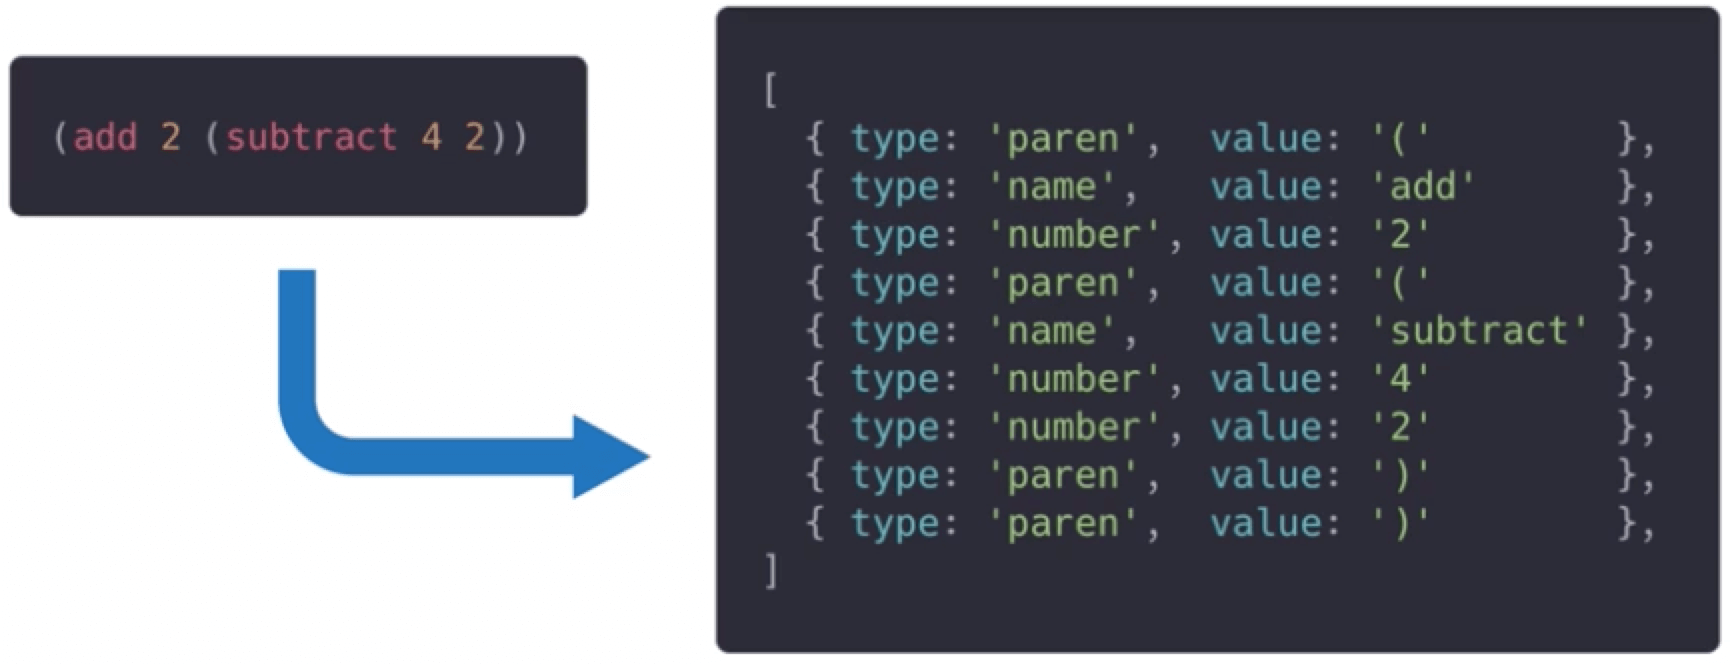 (add 2 (subtract 4 2))
[
{ type: 'paren',  value: '('        },
{ type: 'name',   value: 'add'      },
{ type: 'number', value: '2'        },
{ type: 'paren',  value: '('        },
{ type: 'name',   value: 'subtract' },
{ type: 'number', value: '4'        },
{ type: 'number', value: '2'        },
{ type: 'paren',  value: ')'        },
{ type: 'paren',  value: ')'        },
]